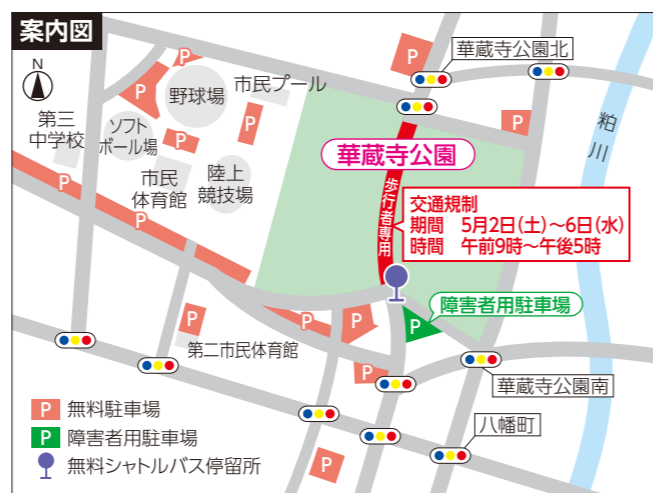 案内図
N
P
P
P
華蔵寺公園北
市民プール
野球場
第三
中学校
ソフト
ボール場
P
P
P
粕川
市民
体育館
陸上
競技場
華蔵寺公園
P
歩行者専用
交通規制
期間 5月2日(土)～6日(水)
時間 午前9時～午後5時
P
障害者用駐車場
P
P
P
P
第二市民体育館
P
華蔵寺公園南
P 無料駐車場
P 障害者用駐車場
無料シャトルバス停留所
八幡町
P